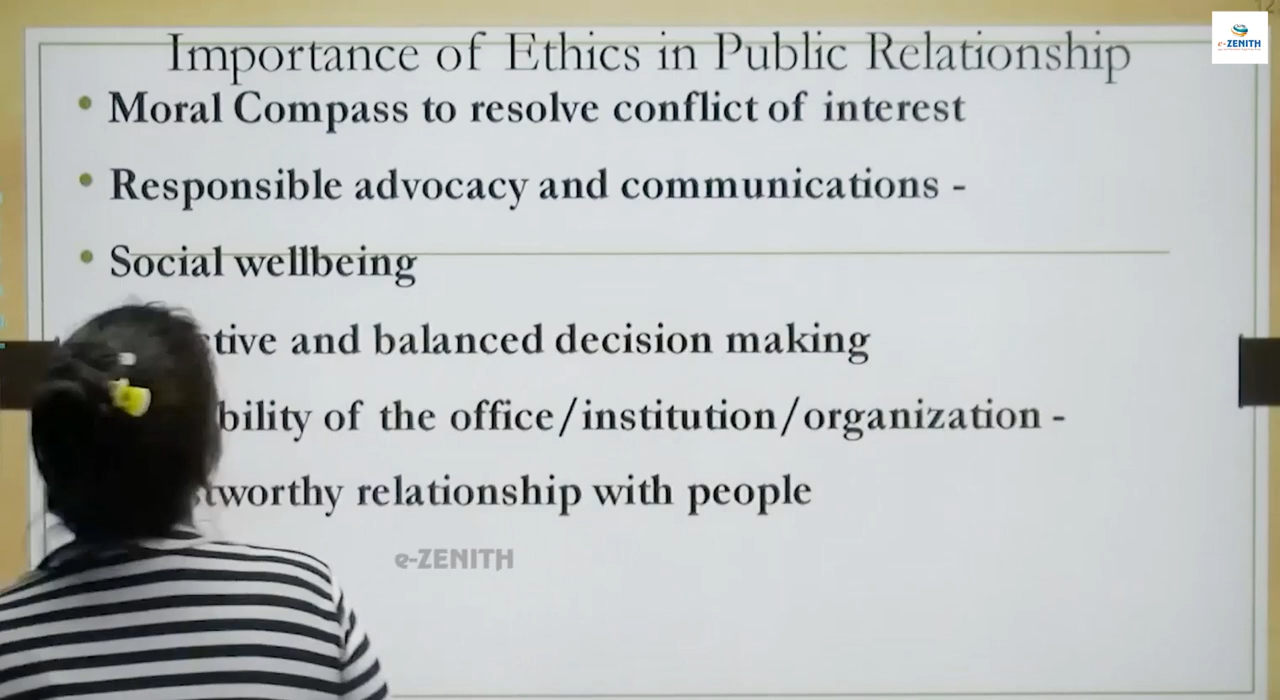 e-ZENITH
Importance of Ethics in Public Relationship
• Moral Compass to resolve conflict of interest
• Responsible advocacy and communications -
• Social wellbeing
tive and balanced decision making
bility of the office/institution/organization -
tworthy relationship with people
e-ZENITH